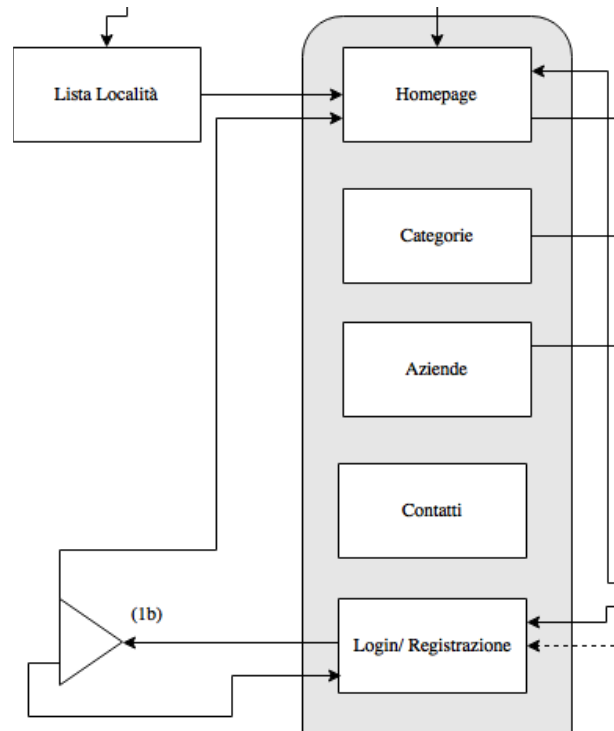 Lista Località
Homepage
Categorie
Aziende
Contatti
(1b)
Login/ Registrazione